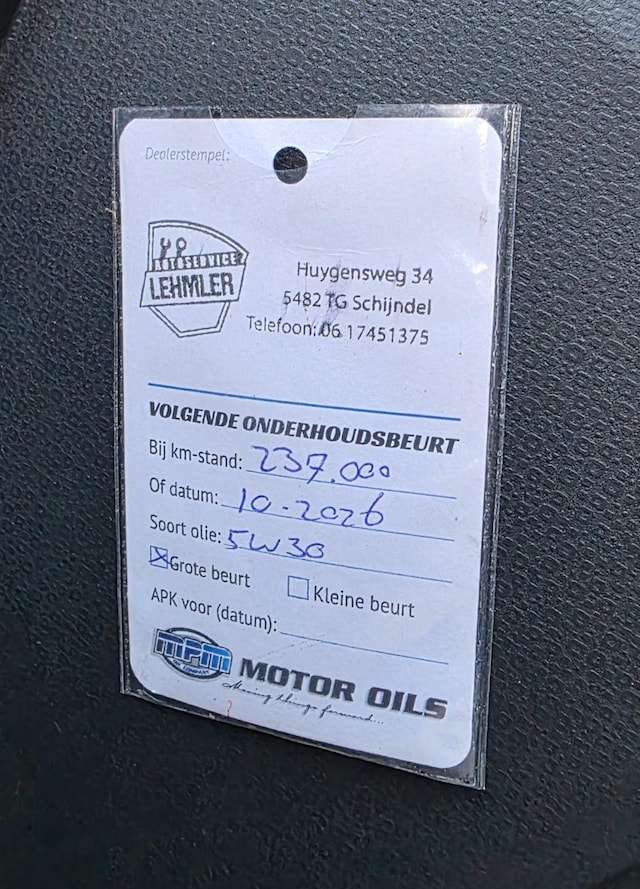 Dealerstempel:
AUTOSERVICE
LEHMLER
Huygensweg 34
5482 TG Schijndel
Telefoon: 06 17451375
VOLGENDE ONDERHOUDSBEURT
Bij km-stand: 237.000
Of datum: 10-2026
Soort olie: 5W30
Grote beurt
Kleine beurt
APK voor (datum):
MPM
OIL COMPANY
MOTOR OILS
Moving things forward...